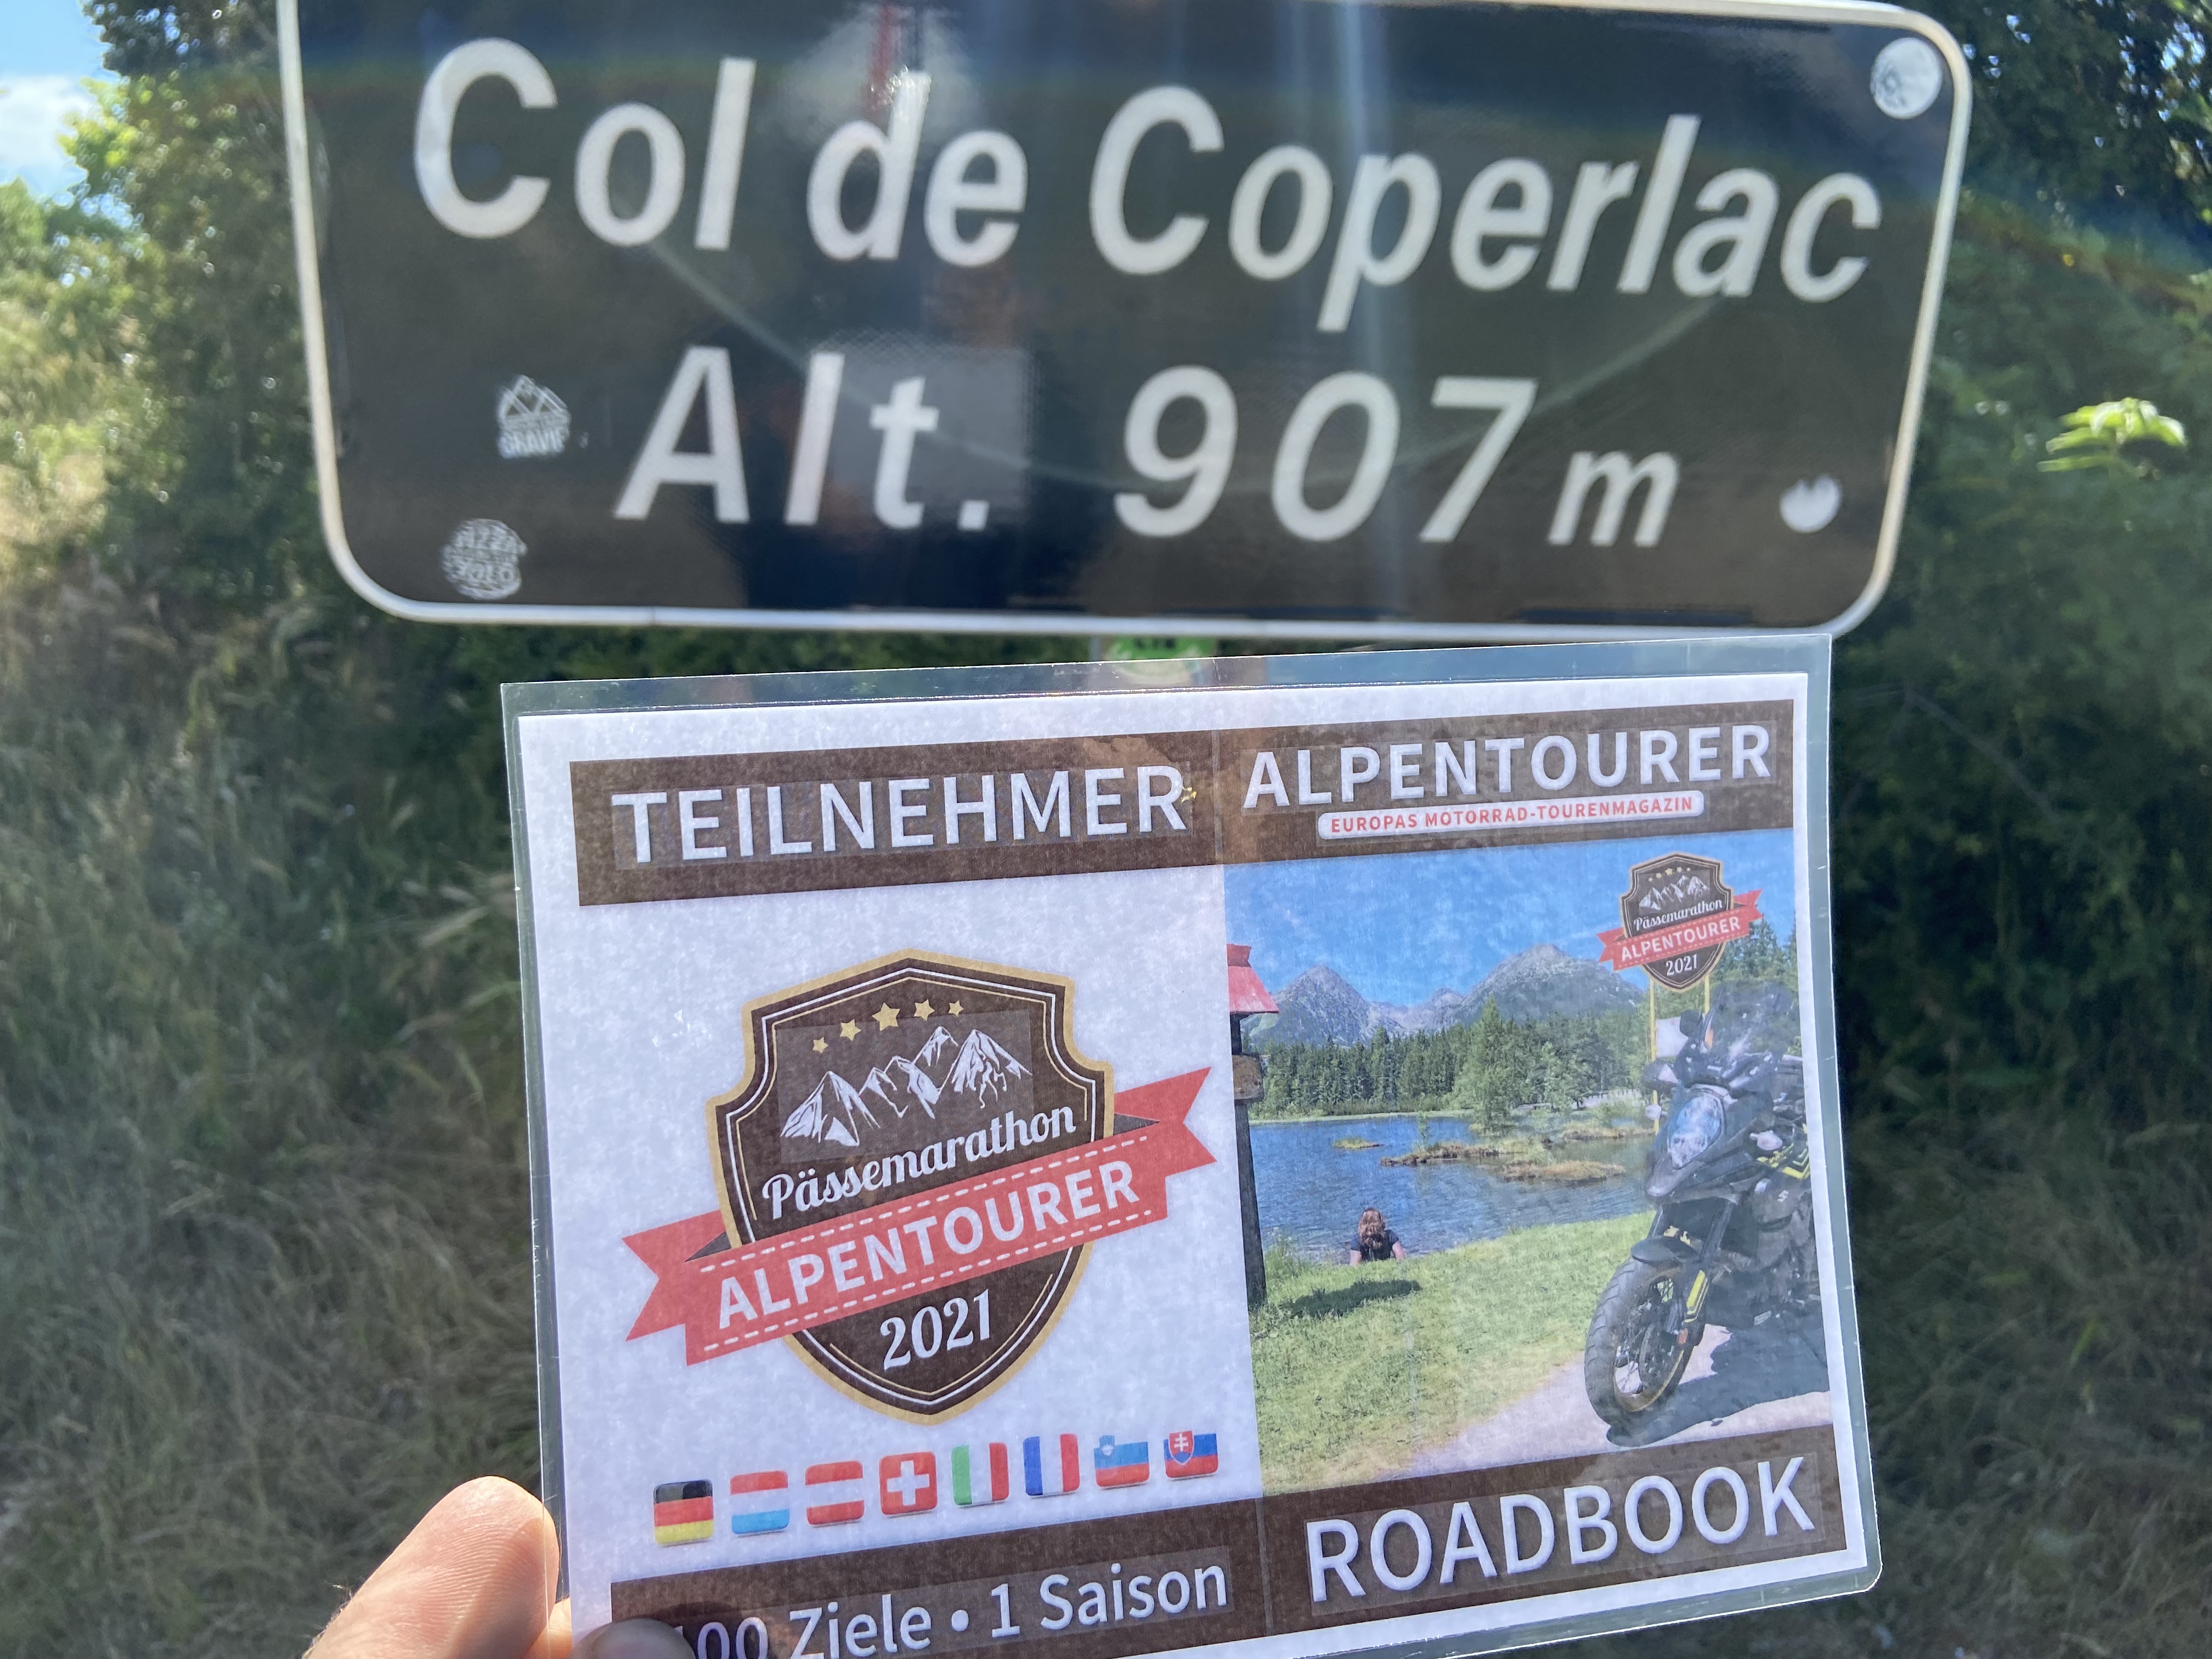 Col de Coperlac
Alt. 907 m
TEILNEHMER
Pässemarathon
ALPENTOURER
2021
00 Ziele • 1 Saison
ALPENTOURER
EUROPAS MOTORRAD-TOURENMAGAZIN
Pässemarathon
ALPENTOURER
2021
ROADBOOK